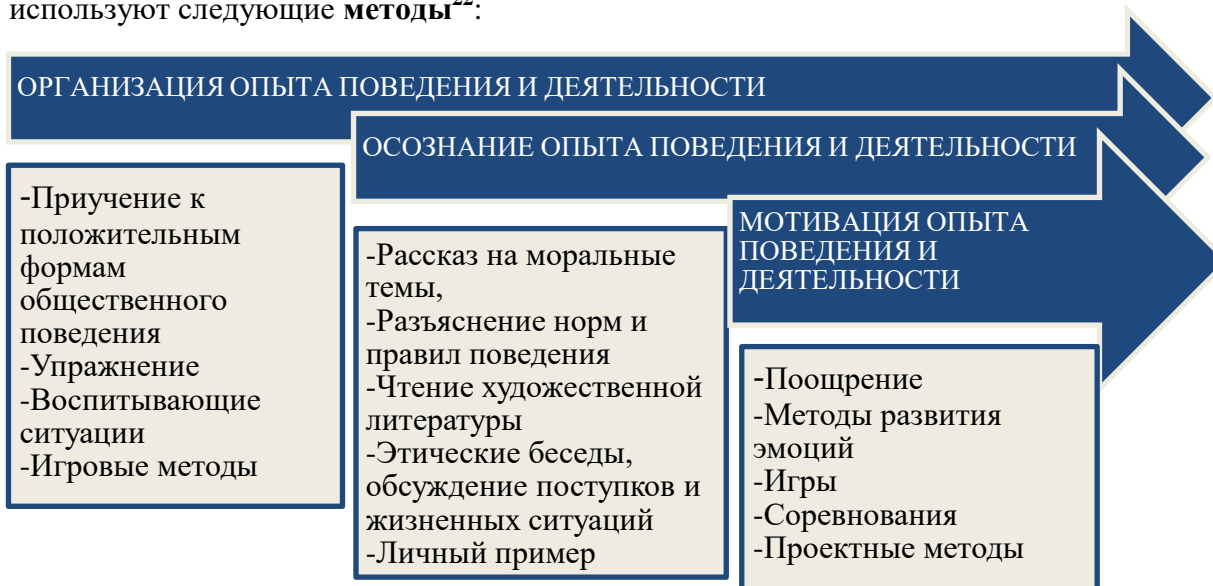 используют следующие методы²²:
ОРГАНИЗАЦИЯ ОПЫТА ПОВЕДЕНИЯ И ДЕЯТЕЛЬНОСТИ
-Приучение к
положительным
формам
общественного
поведения
-Упражнение
-Воспитывающие
ситуации
-Игровые методы
ОСОЗНАНИЕ ОПЫТА ПОВЕДЕНИЯ И ДЕЯТЕЛЬНОСТИ
-Рассказ на моральные
темы,
-Разъяснение норм и
правил поведения
-Чтение художественной
литературы
-Этические беседы,
обсуждение поступков и
жизненных ситуаций
-Личный пример
МОТИВАЦИЯ ОПЫТА
ПОВЕДЕНИЯ И
ДЕЯТЕЛЬНОСТИ
-Поощрение
-Методы развития
эмоций
-Игры
-Соревнования
-Проектные методы